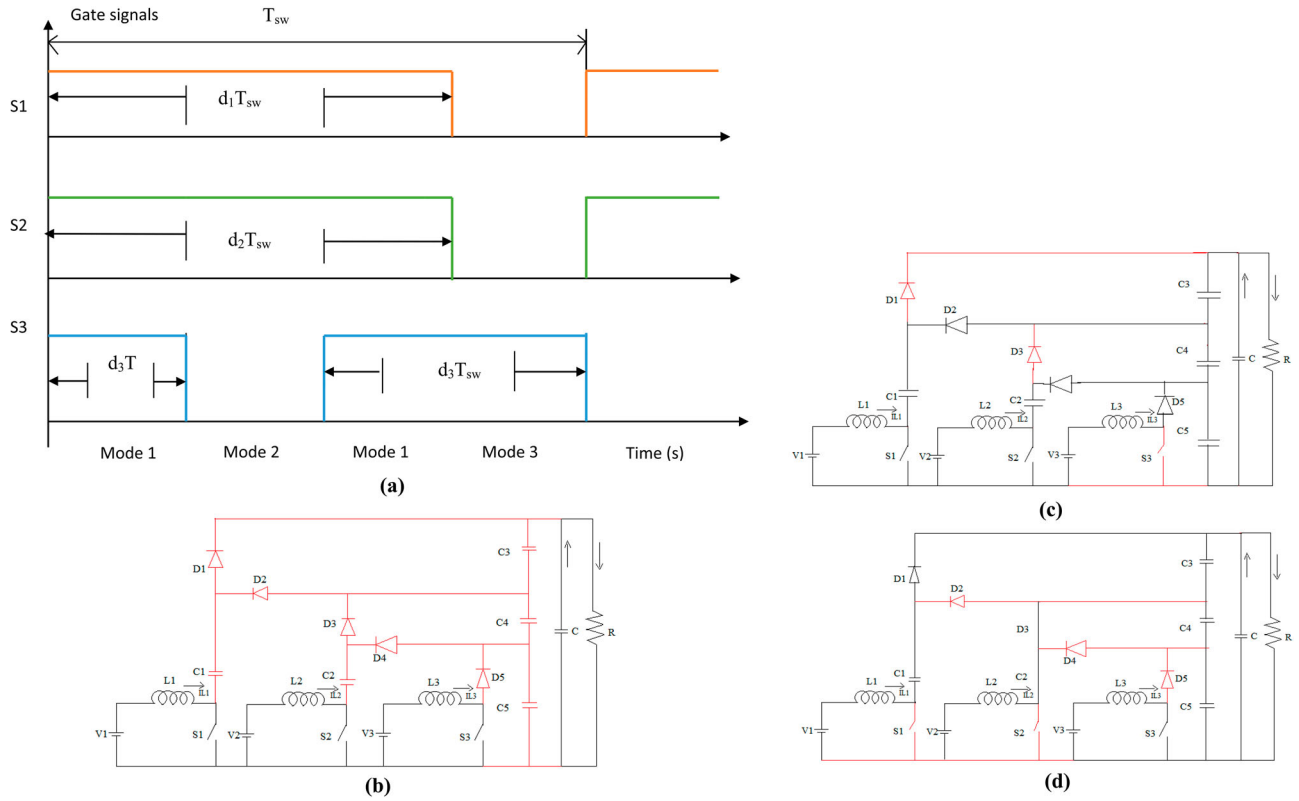 Gate signals
T_sw
S1
d₁T_sw
S2
d₂T_sw
S3
d₃T
d₃T_sw
Mode 1 Mode 2 Mode 1 Mode 3 Time (s)
(a)
D1
D2
D3
C3
C4
C
R
C1
C2
D5
C5
L1
IL1
L2
IL2
L3
IL3
V1
S1
V2
S2
V3
S3
(c)
D1
D2
D3
D4
C3
C4
C
R
C1
C2
D5
C5
L1
IL1
L2
IL2
L3
IL3
V1
S1
V2
S2
V3
S3
(b)
D1
D2
D3
D4
C3
C4
C
R
C1
C2
D5
C5
L1
IL1
L2
IL2
L3
IL3
V1
S1
V2
S2
V3
S3
(d)